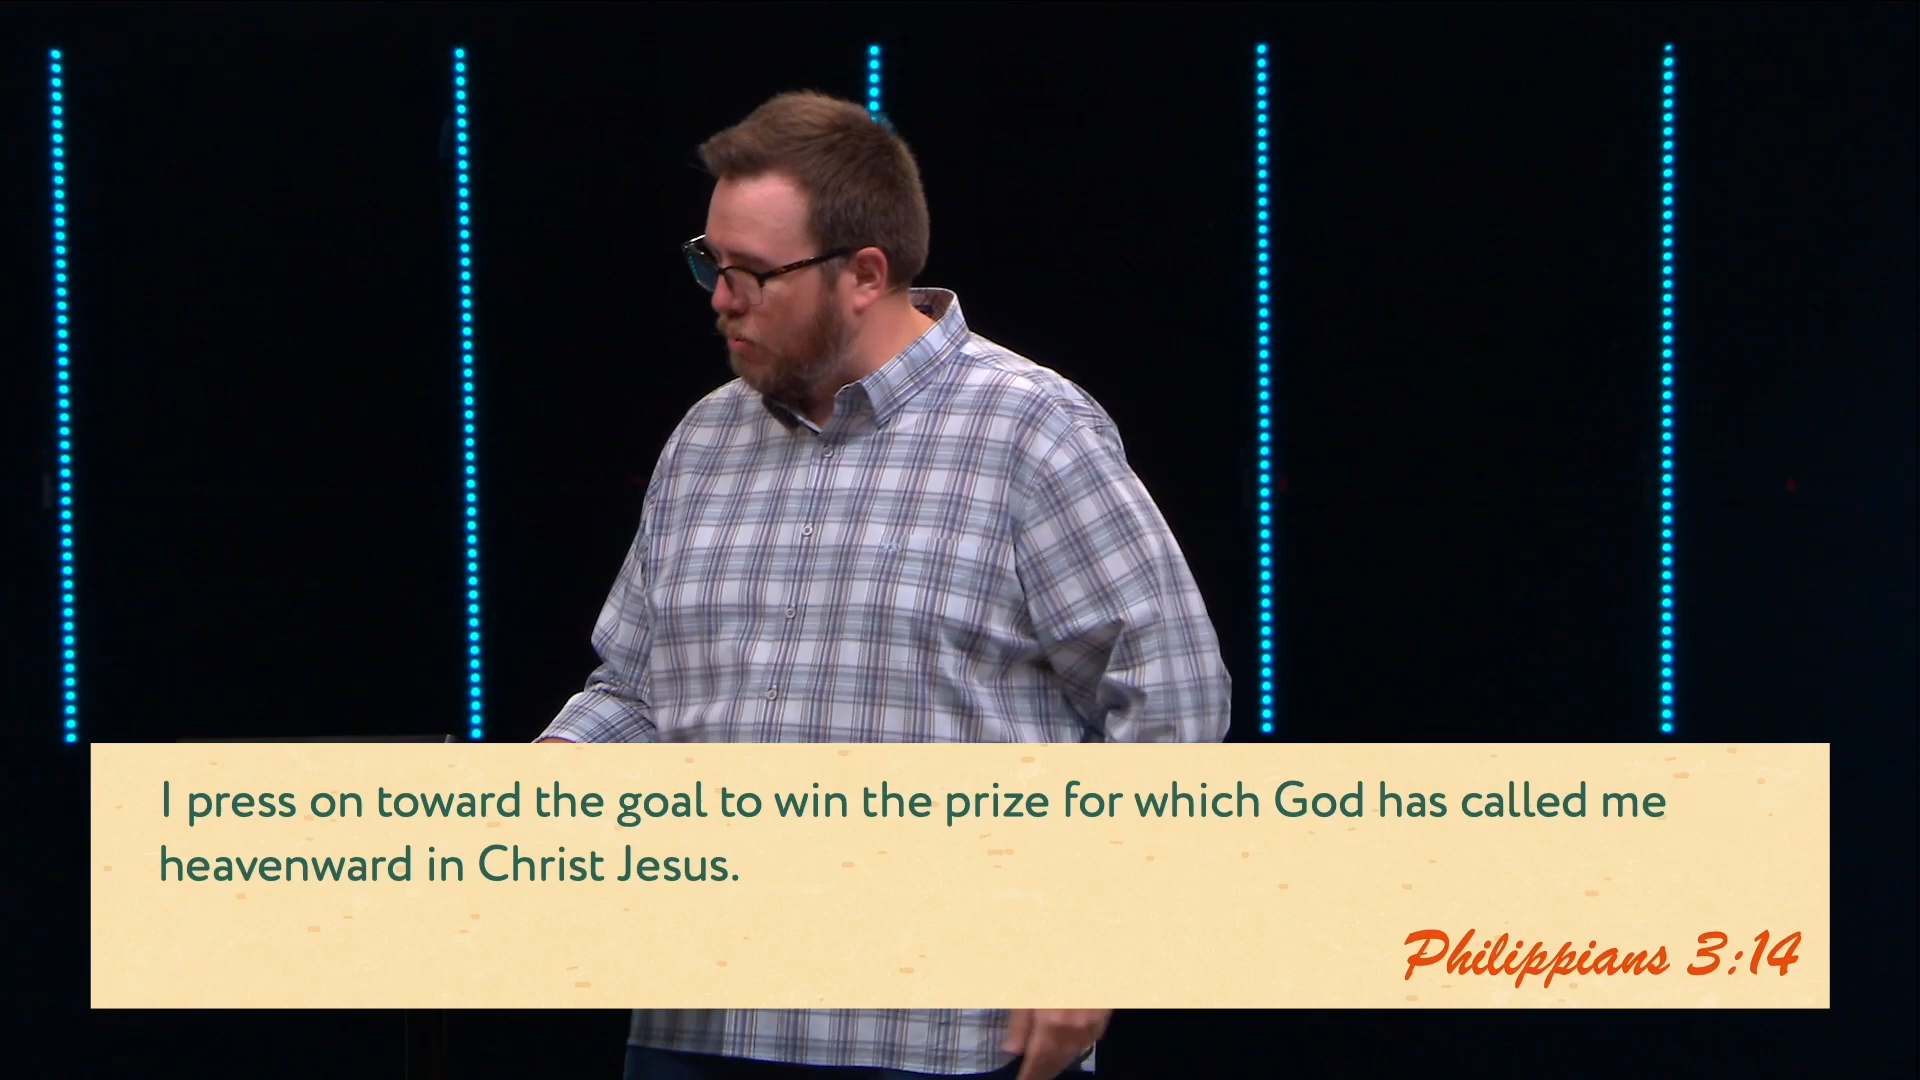 I press on toward the goal to win the prize for which God has called me
heavenward in Christ Jesus.
Philippians 3:14